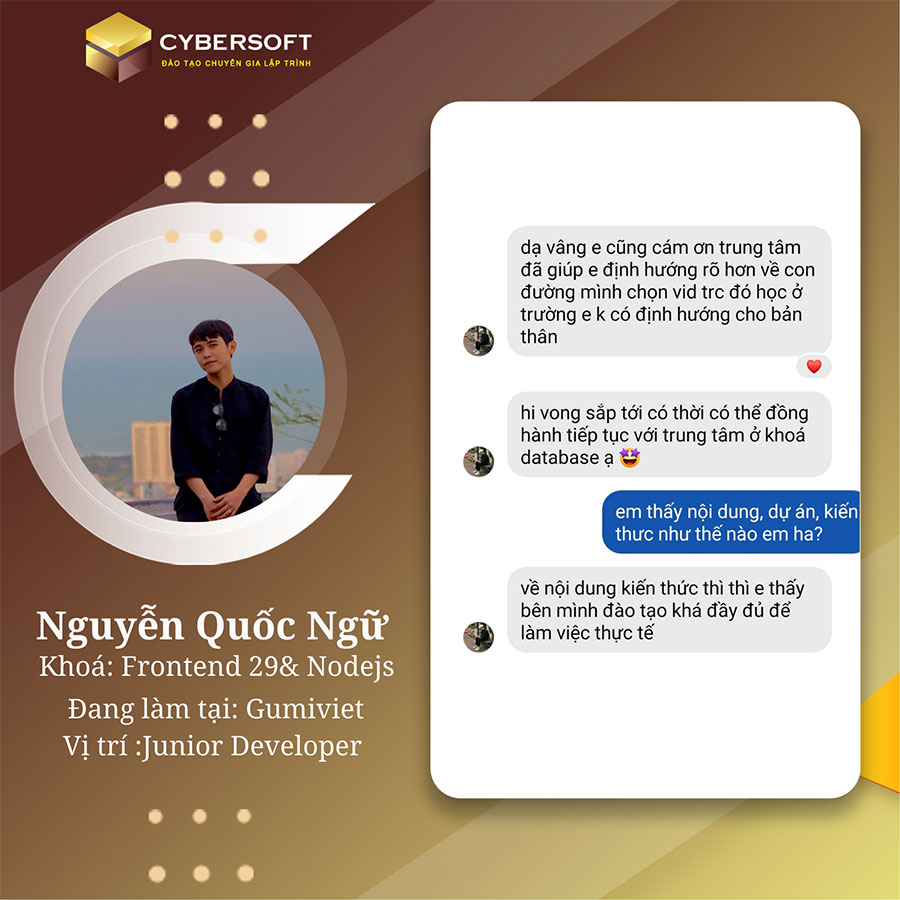 CYBERSOFT
ĐÀO TẠO CHUYÊN GIA LẬP TRÌNH
dạ vâng e cũng cám ơn trung tâm
đã giúp e định hướng rõ hơn về con
đường mình chọn vid trc đó học ở
trường e k có định hướng cho bản
thân
hi vong sắp tới có thời có thể đồng
hành tiếp tục với trung tâm ở khoá
database ạ 🤩
em thấy nội dung, dự án, kiến
thưc như thế nào em ha?
về nội dung kiến thức thì thì e thấy
bên mình đào tạo khá đầy đủ để
làm việc thực tế
Nguyễn Quốc Ngữ
Khoá: Frontend 29& Nodejs
Đang làm tại: Gumiviet
Vị trí :Junior Developer